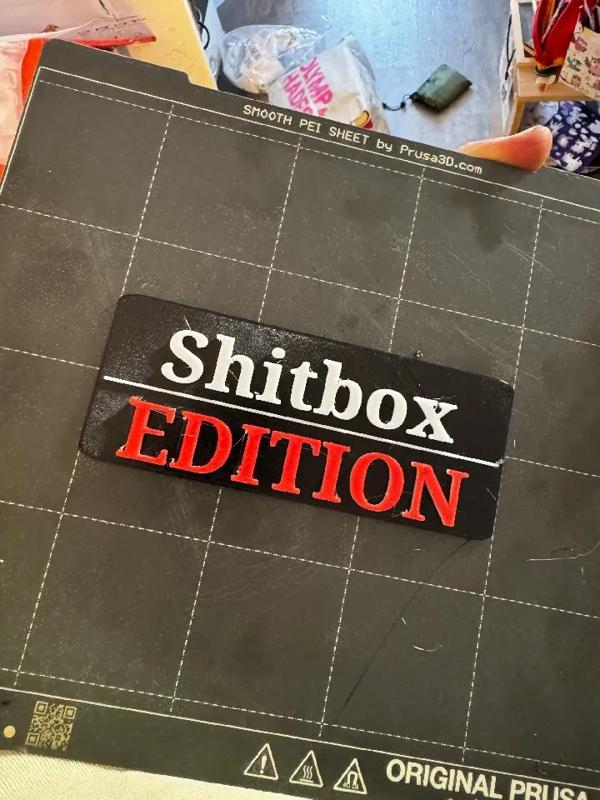 SMOOTH PEI SHEET by Prusa3D.com
Shitbox
EDITION
ORIGINAL PRUSA